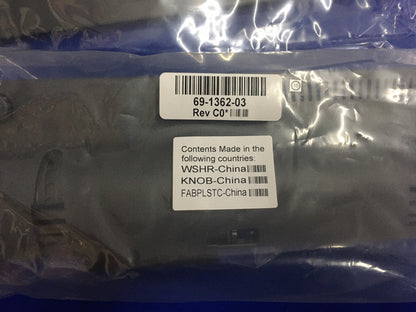 69-1362-03
Rev C0*
Contents Made in the
following countries:
WSHR-China
KNOB-China
FABPLSTC-China